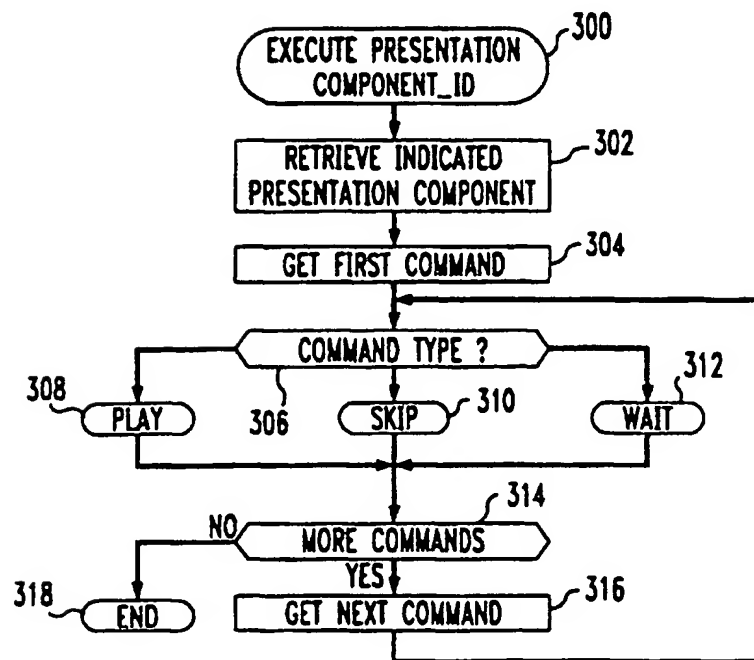 EXECUTE PRESENTATION
COMPONENT_ID
300
RETRIEVE INDICATED
PRESENTATION COMPONENT
302
GET FIRST COMMAND
304
COMMAND TYPE ?
306
308
PLAY
SKIP
310
312
WAIT
314
NO
MORE COMMANDS
YES
318
END
GET NEXT COMMAND
316